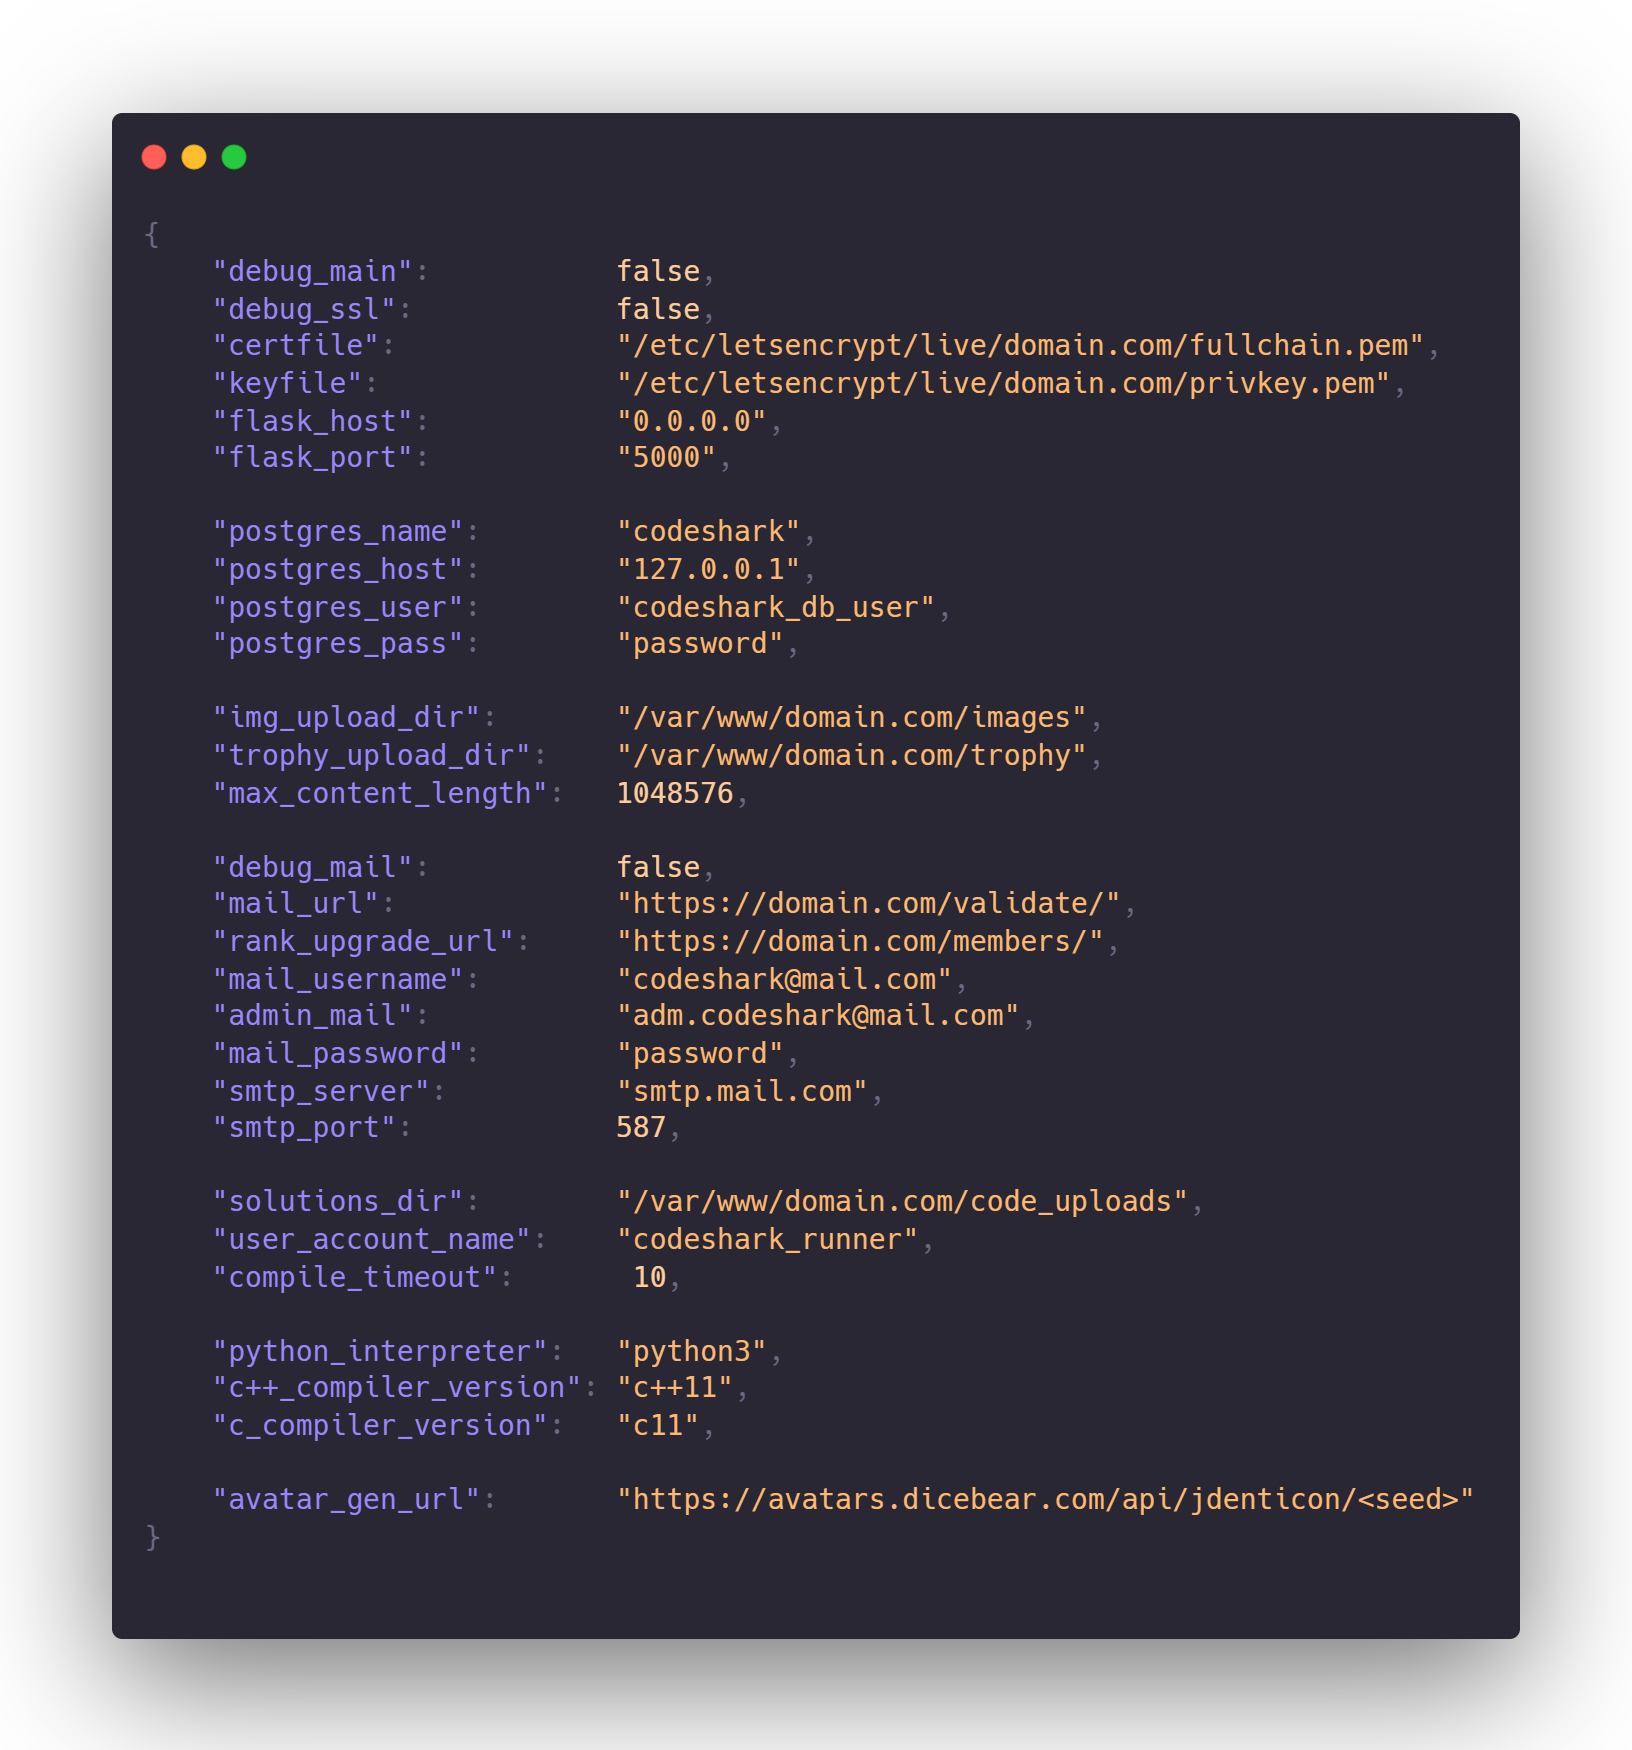 {
    "debug_main":           false,
    "debug_ssl":            false,
    "certfile":             "/etc/letsencrypt/live/domain.com/fullchain.pem",
    "keyfile":              "/etc/letsencrypt/live/domain.com/privkey.pem",
    "flask_host":           "0.0.0.0",
    "flask_port":           "5000",

    "postgres_name":        "codeshark",
    "postgres_host":        "127.0.0.1",
    "postgres_user":        "codeshark_db_user",
    "postgres_pass":        "password",

    "img_upload_dir":       "/var/www/domain.com/images",
    "trophy_upload_dir":    "/var/www/domain.com/trophy",
    "max_content_length":   1048576,

    "debug_mail":           false,
    "mail_url":             "https://domain.com/validate/",
    "rank_upgrade_url":     "https://domain.com/members/",
    "mail_username":        "codeshark@mail.com",
    "admin_mail":           "adm.codeshark@mail.com",
    "mail_password":        "password",
    "smtp_server":          "smtp.mail.com",
    "smtp_port":            587,

    "solutions_dir":        "/var/www/domain.com/code_uploads",
    "user_account_name":    "codeshark_runner",
    "compile_timeout":       10,

    "python_interpreter":   "python3",
    "c++_compiler_version": "c++11",
    "c_compiler_version":   "c11",

    "avatar_gen_url":       "https://avatars.dicebear.com/api/jdenticon/<seed>"
}